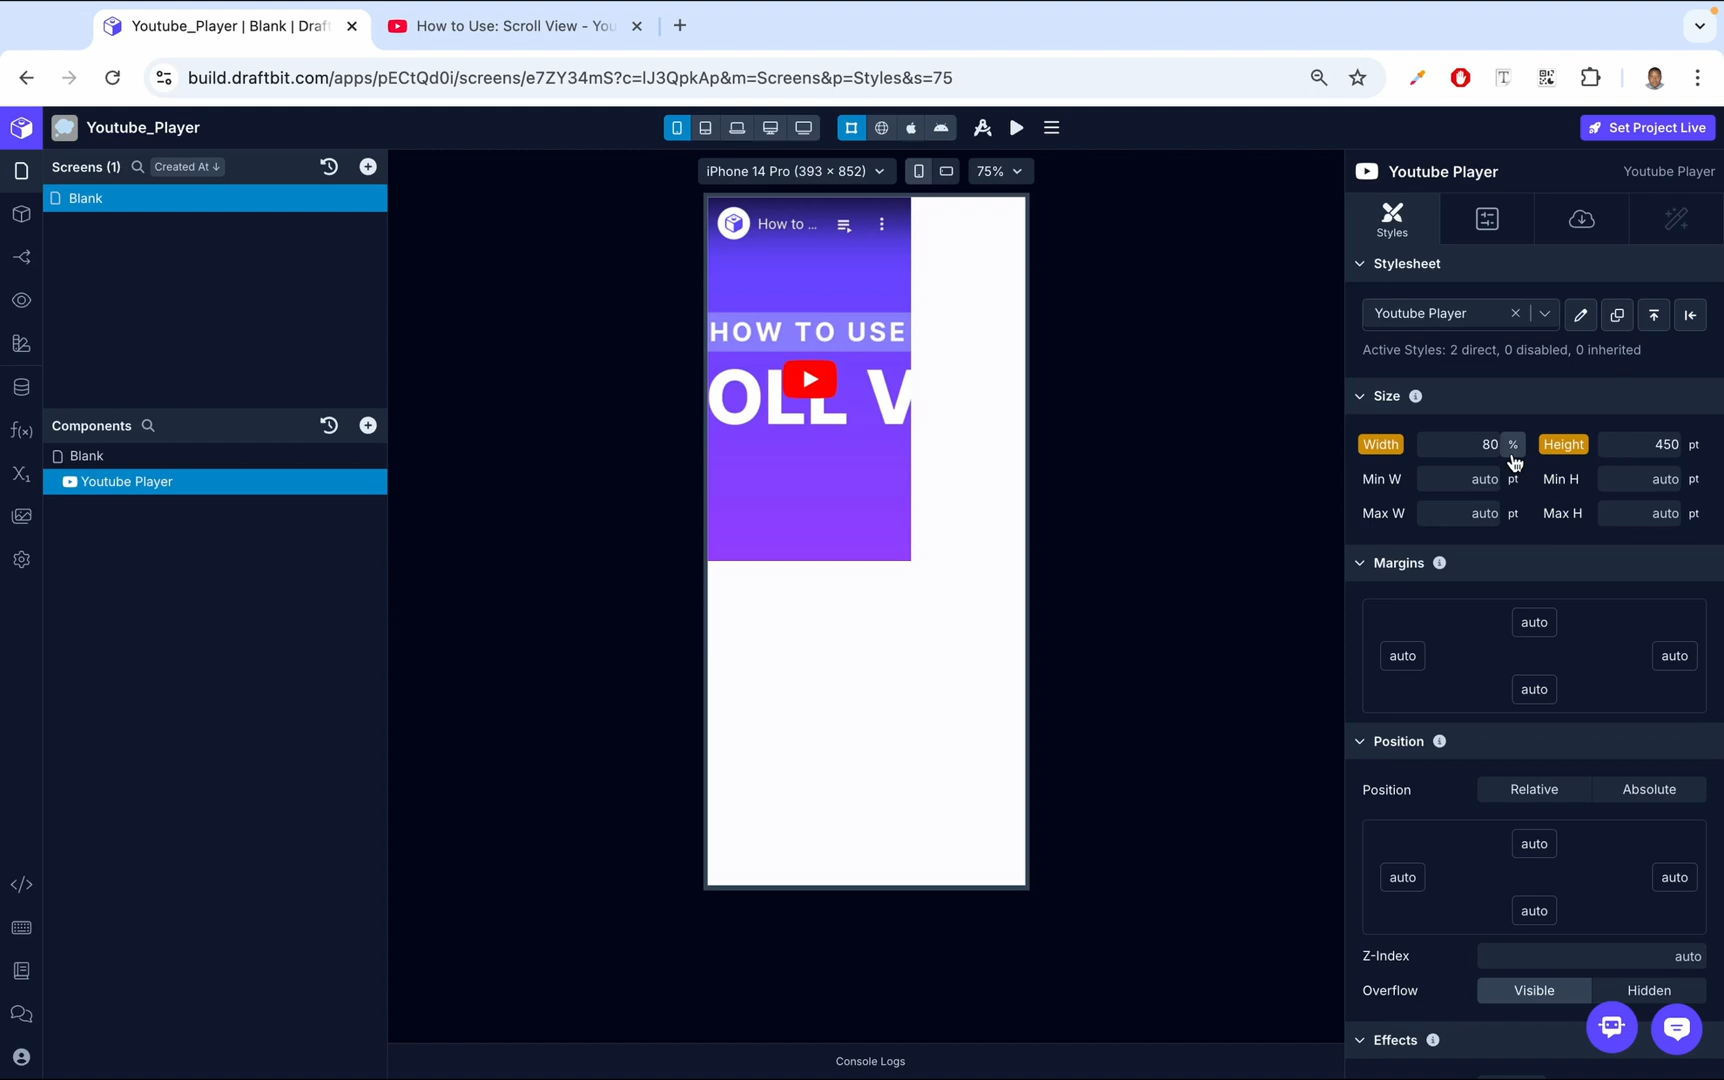 Youtube_Player | Blank | Draft
How to Use: Scroll View - You
build.draftbit.com/apps/pECtQd0i/screens/e7ZY34mS?c=lJ3QpkAp&m=Screens&p=Styles&s=75
Youtube_Player
Set Project Live
Screens (1)
Created At ↓
Blank
iPhone 14 Pro (393 × 852)
75%
Youtube Player
Youtube Player
Styles
Stylesheet
Youtube Player
Active Styles: 2 direct, 0 disabled, 0 inherited
Size
Width 80 % Height 450 pt
Min W auto pt Min H auto pt
Max W auto pt Max H auto pt
Margins
auto
auto auto
auto
Position
Position Relative Absolute
auto
auto auto
auto
Z-Index auto
Overflow Visible Hidden
Effects
How to ...
HOW TO USE
OLL V
Components
Blank
Youtube Player
f(x)
X1
Console Logs